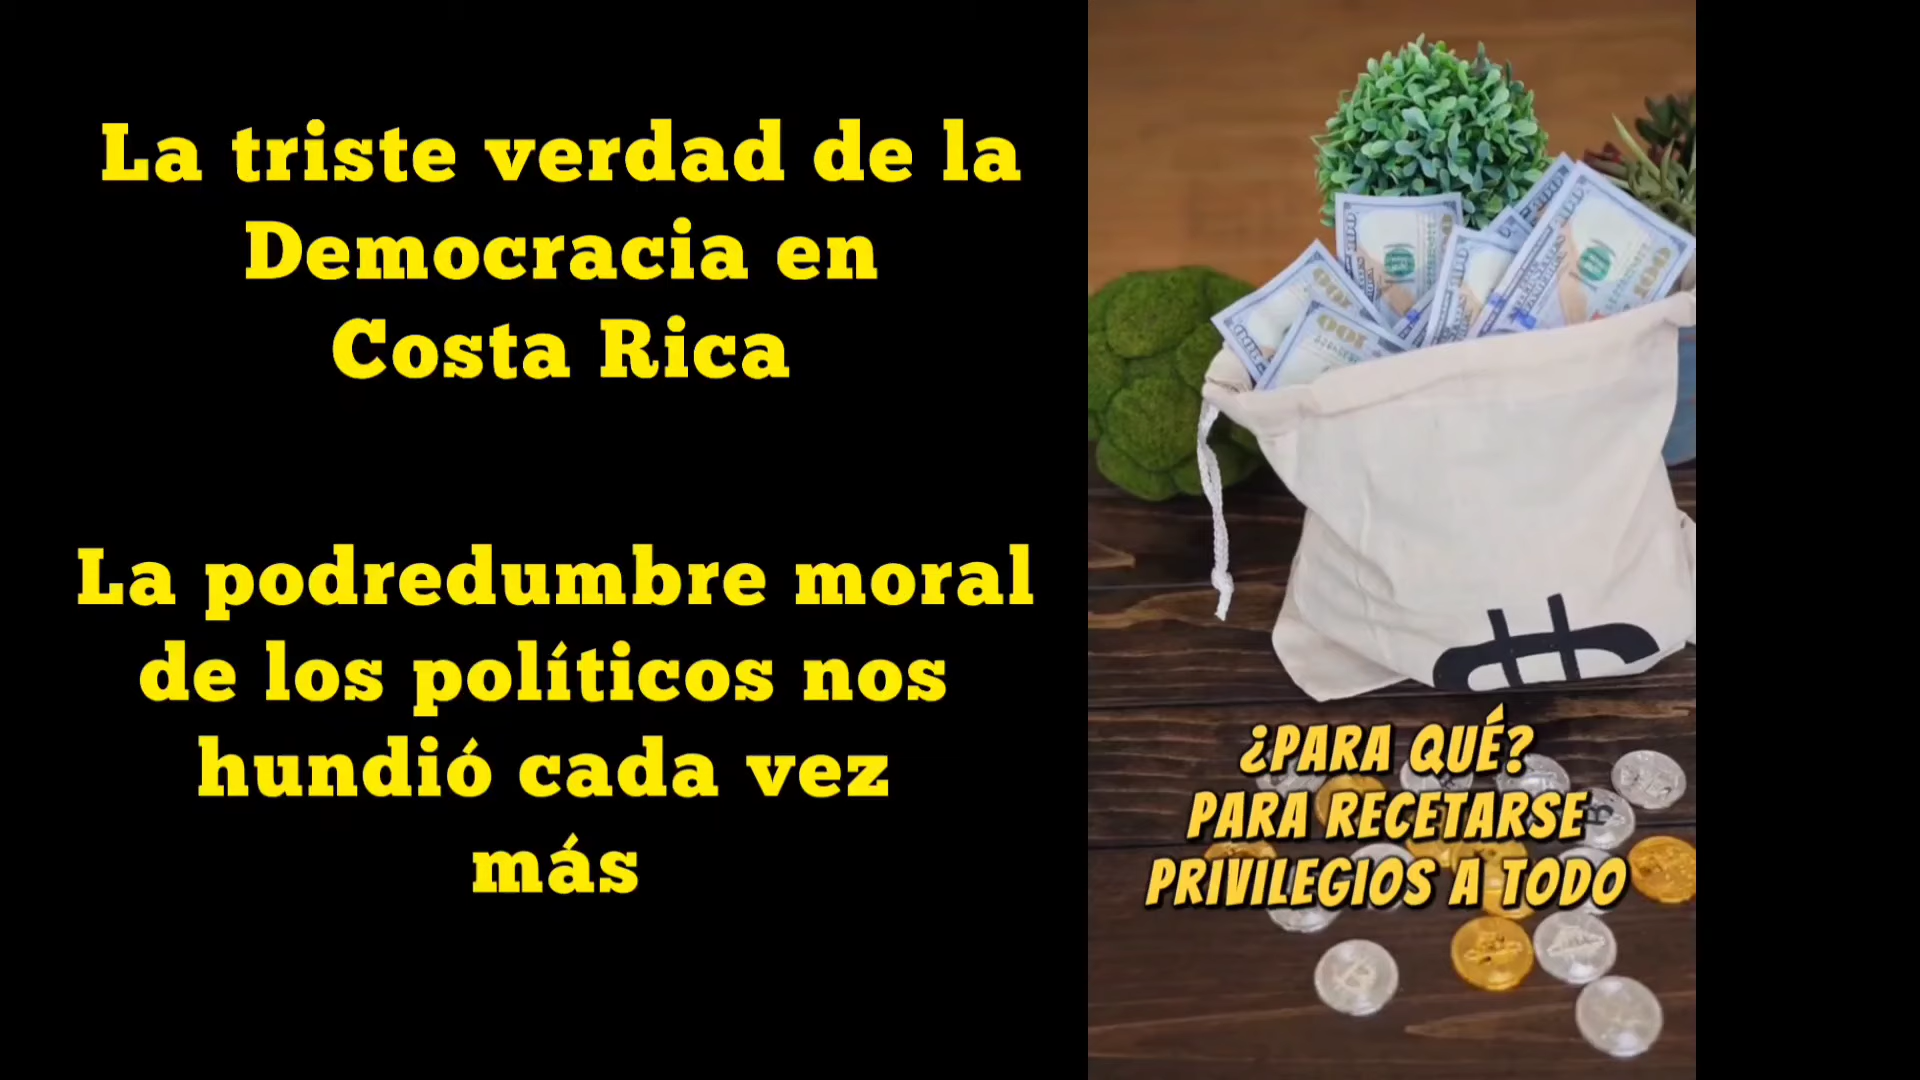 La triste verdad de la
Democracia en
Costa Rica
La podredumbre moral
de los políticos nos
hundió cada vez
más
¿PARA QUÉ?
PARA RECETARSE
PRIVILEGIOS A TODO